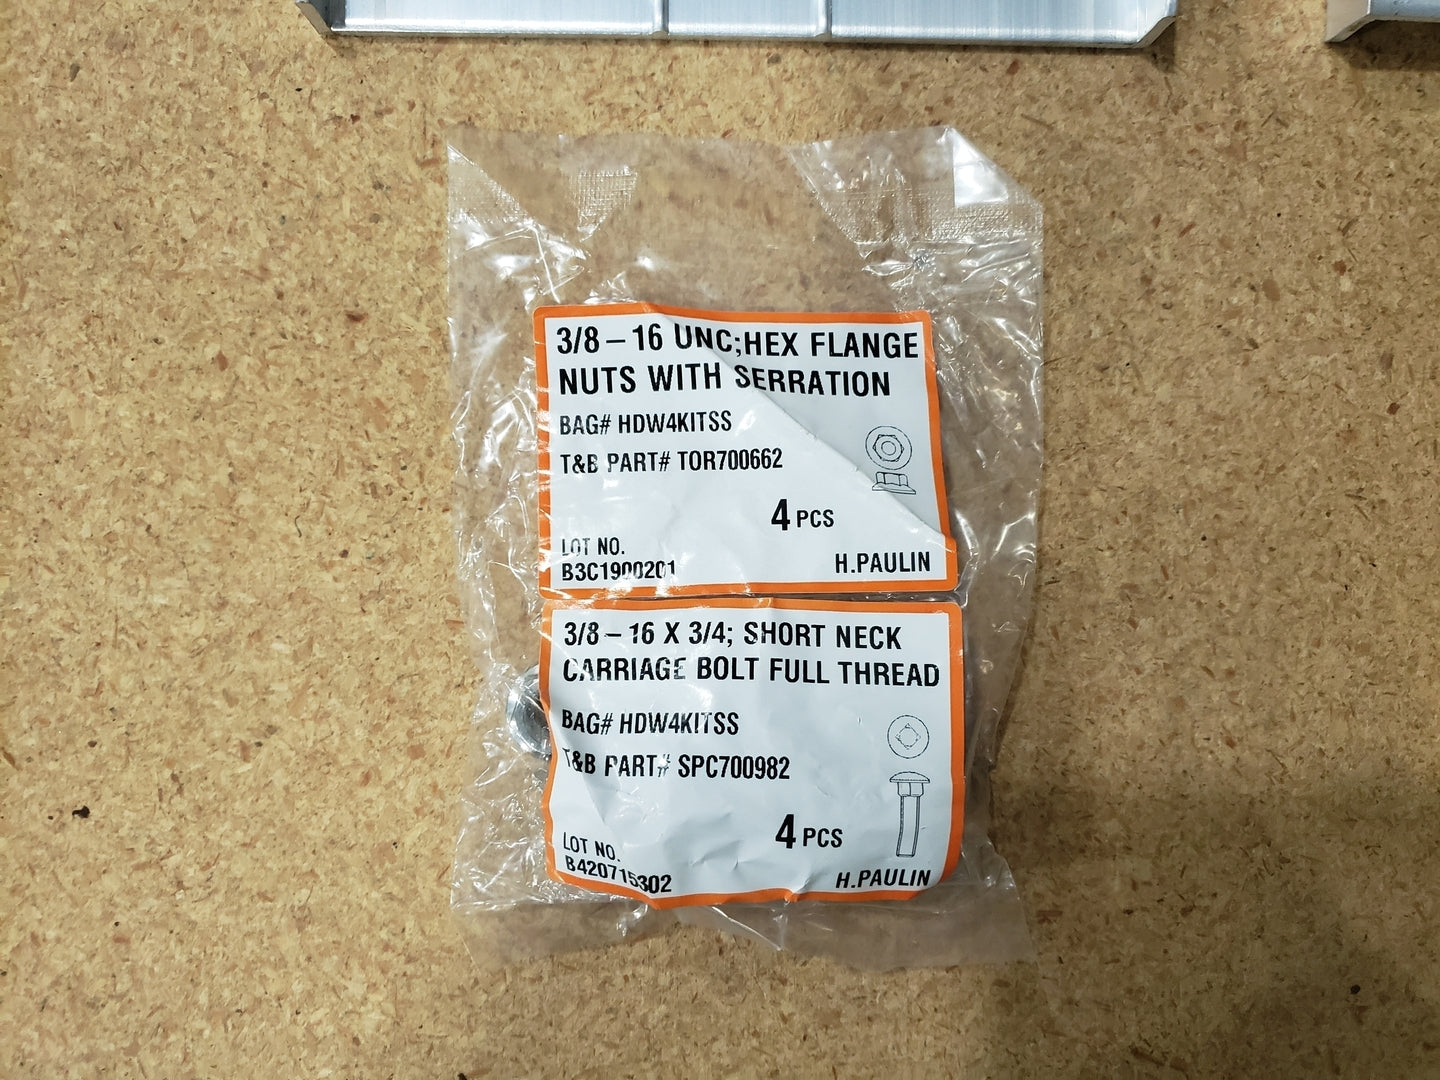 3/8 – 16 UNC;HEX FLANGE
NUTS WITH SERRATION
BAG# HDW4KITSS
T&B PART# TOR700662
4 PCS
LOT NO.
B3C1900201
H.PAULIN
3/8 – 16 X 3/4; SHORT NECK
CARRIAGE BOLT FULL THREAD
BAG# HDW4KITSS
T&B PART# SPC700982
4 PCS
LOT NO.
B420715302
H.PAULIN